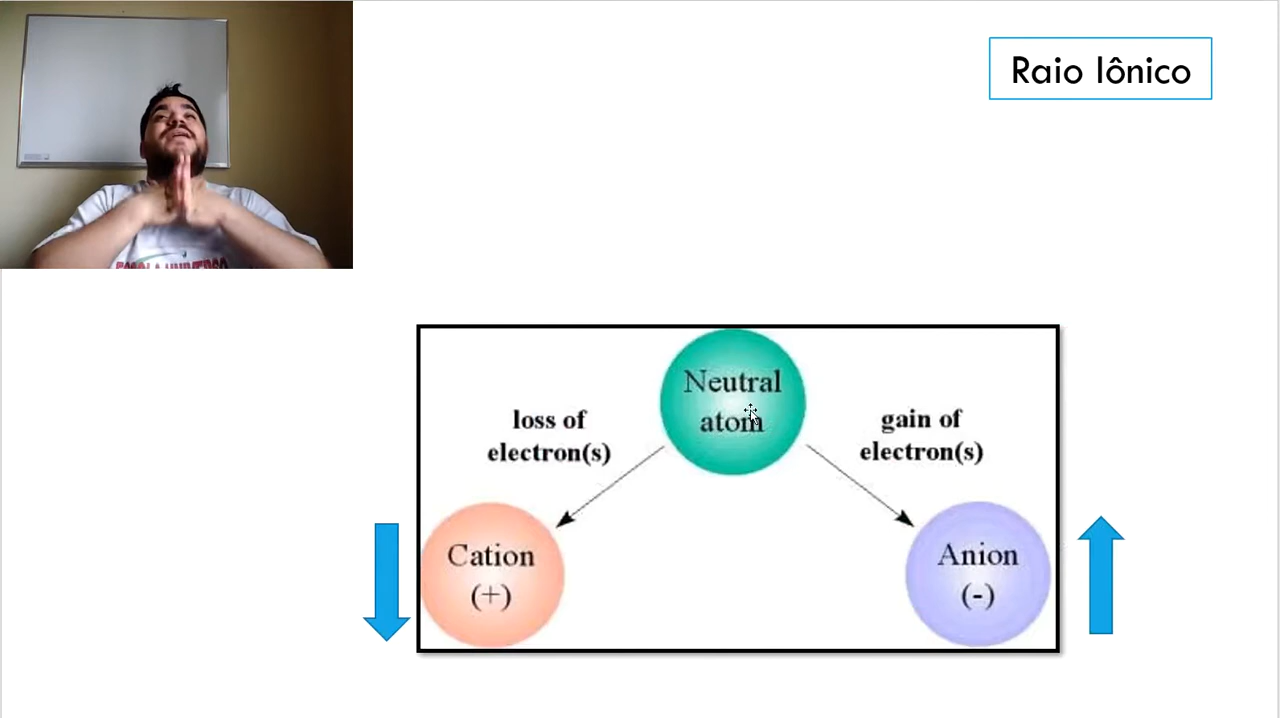 Raio Iônico
Neutral
atom
loss of
electron(s)
gain of
electron(s)
Cation
(+)
Anion
(-)